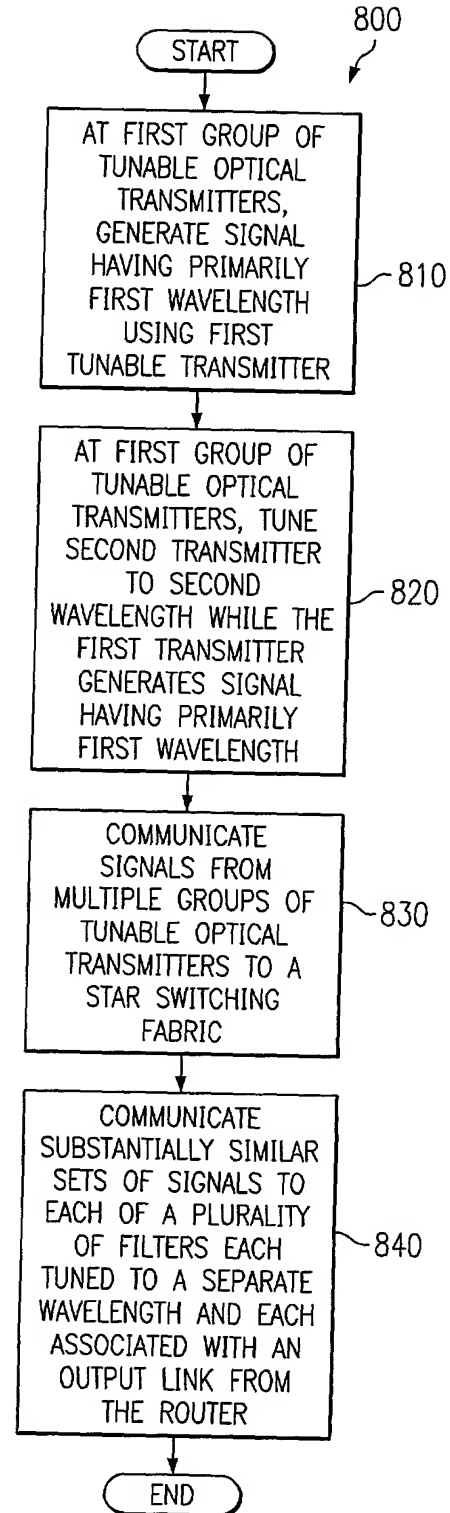 800
START
AT FIRST GROUP OF
TUNABLE OPTICAL
TRANSMITTERS,
GENERATE SIGNAL
HAVING PRIMARILY
FIRST WAVELENGTH
USING FIRST
TUNABLE TRANSMITTER
810
AT FIRST GROUP OF
TUNABLE OPTICAL
TRANSMITTERS, TUNE
SECOND TRANSMITTER
TO SECOND
WAVELENGTH WHILE THE
FIRST TRANSMITTER
GENERATES SIGNAL
HAVING PRIMARILY
FIRST WAVELENGTH
820
COMMUNICATE
SIGNALS FROM
MULTIPLE GROUPS OF
TUNABLE OPTICAL
TRANSMITTERS TO A
STAR SWITCHING
FABRIC
830
COMMUNICATE
SUBSTANTIALLY SIMILAR
SETS OF SIGNALS TO
EACH OF A PLURALITY
OF FILTERS EACH
TUNED TO A SEPARATE
WAVELENGTH AND EACH
ASSOCIATED WITH AN
OUTPUT LINK FROM
THE ROUTER
840
END